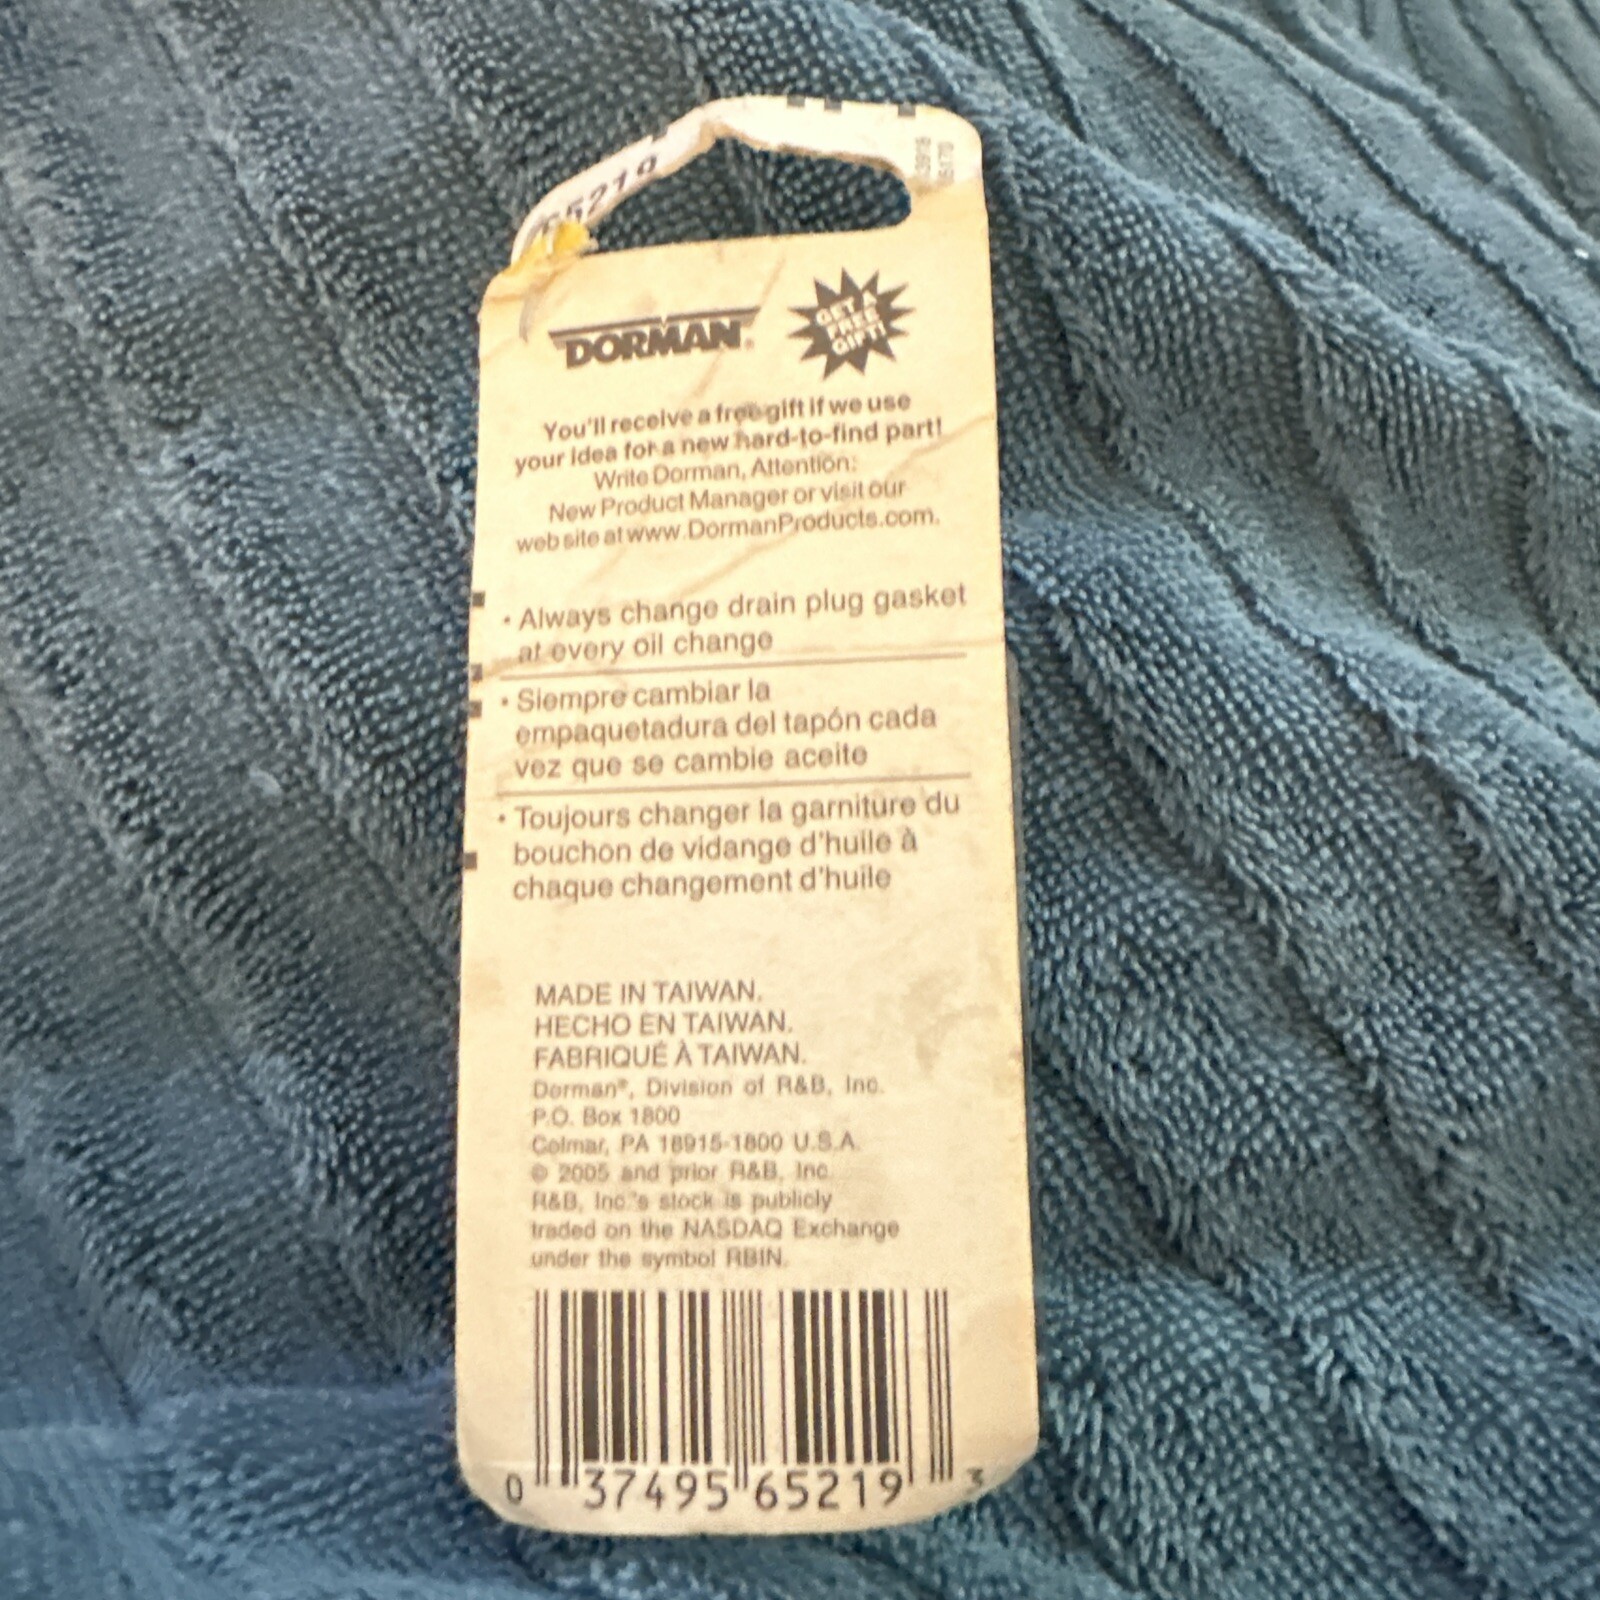 65219
DORMAN®
GET A
FREE
GIFT!
You'll receive a free gift if we use
your idea for a new hard-to-find part!
Write Dorman, Attention:
New Product Manager or visit our
web site at www.DormanProducts.com.
• Always change drain plug gasket
at every oil change
• Siempre cambiar la
empaquetadura del tapón cada
vez que se cambie aceite
• Toujours changer la garniture du
bouchon de vidange d'huile à
chaque changement d'huile
MADE IN TAIWAN.
HECHO EN TAIWAN.
FABRIQUÉ À TAIWAN.
Dorman®, Division of R&B, Inc.
P.O. Box 1800
Colmar, PA 18915-1800 U.S.A.
© 2005 and prior R&B, Inc.
R&B, Inc.'s stock is publicly
traded on the NASDAQ Exchange
under the symbol RBIN.
0 37495 65219 3